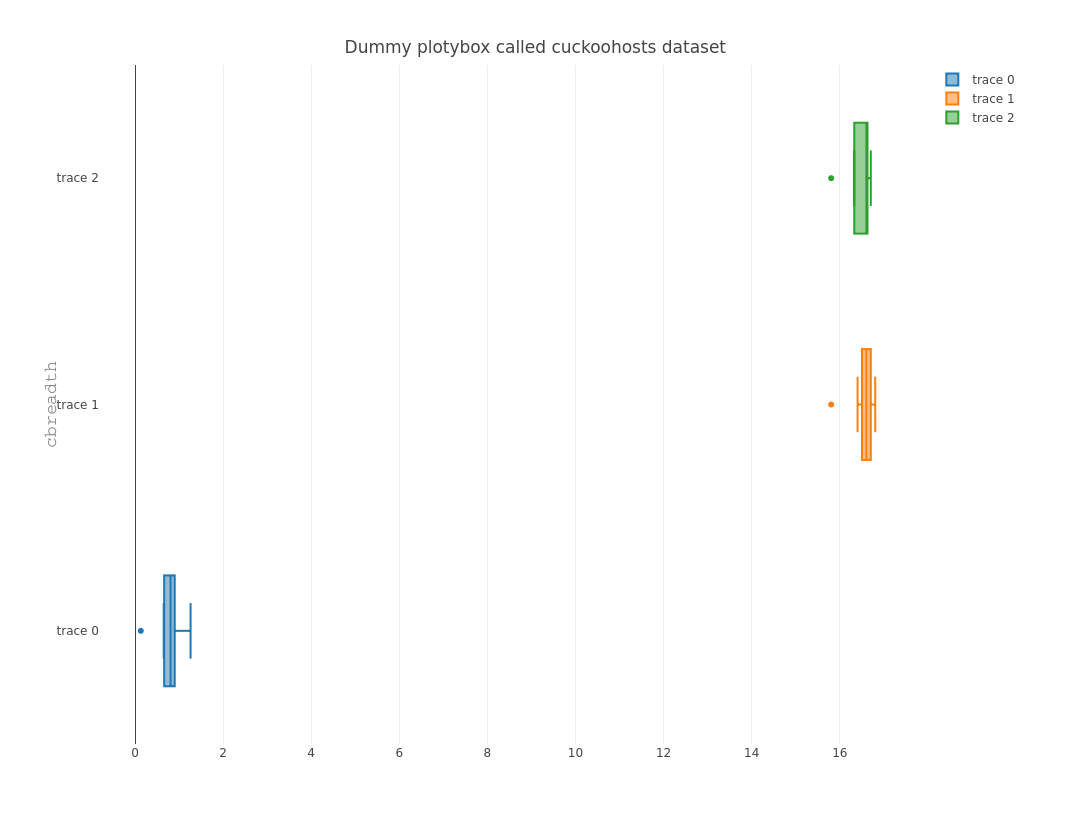 Dummy plotybox called cuckoohosts dataset
trace 0
trace 1
trace 2
trace 2
trace 1
trace 0
cbreadth
0 2 4 6 8 10 12 14 16